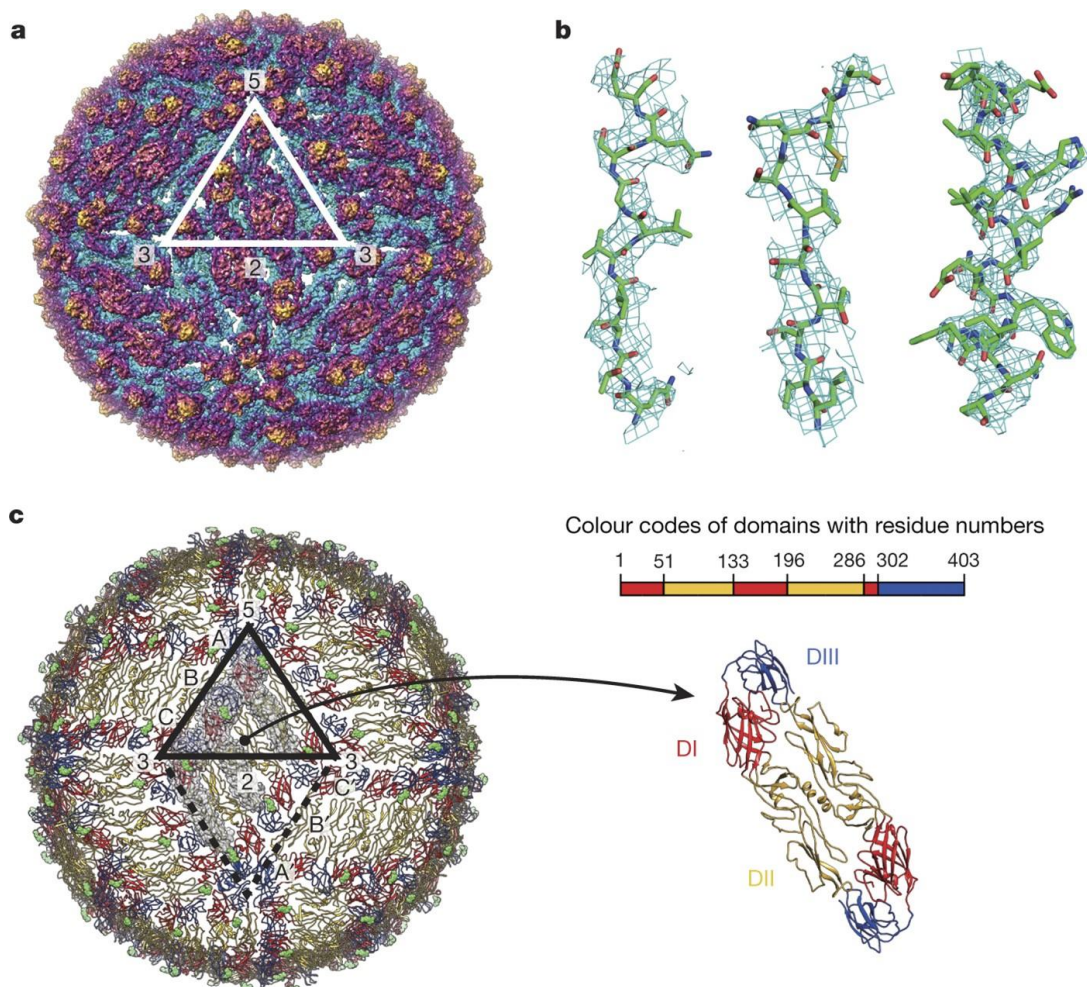 a
5
3
3
2
b
c
5
A
B
C
3
3
2
C
B′
A′
Colour codes of domains with residue numbers
1 51 133 196 286 302 403
DIII
DI
DII